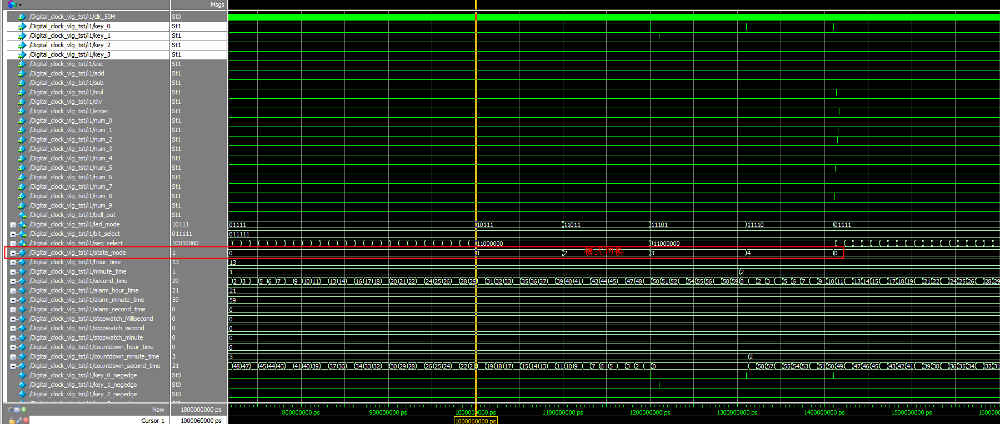 Msgs
/Digital_clock_vlg_tst/i1/clk_50M St0
/Digital_clock_vlg_tst/i1/key_0 St1
/Digital_clock_vlg_tst/i1/key_1 St1
/Digital_clock_vlg_tst/i1/key_2 St1
/Digital_clock_vlg_tst/i1/key_3 St1
/Digital_clock_vlg_tst/i1/esc St1
/Digital_clock_vlg_tst/i1/add St1
/Digital_clock_vlg_tst/i1/sub St1
/Digital_clock_vlg_tst/i1/mul St1
/Digital_clock_vlg_tst/i1/div St1
/Digital_clock_vlg_tst/i1/enter St1
/Digital_clock_vlg_tst/i1/num_0 St1
/Digital_clock_vlg_tst/i1/num_1 St1
/Digital_clock_vlg_tst/i1/num_2 St1
/Digital_clock_vlg_tst/i1/num_3 St1
/Digital_clock_vlg_tst/i1/num_4 St1
/Digital_clock_vlg_tst/i1/num_5 St1
/Digital_clock_vlg_tst/i1/num_6 St1
/Digital_clock_vlg_tst/i1/num_7 St1
/Digital_clock_vlg_tst/i1/num_8 St1
/Digital_clock_vlg_tst/i1/num_9 St1
/Digital_clock_vlg_tst/i1/bell_out St1
/Digital_clock_vlg_tst/i1/led_mode 10111 01111 10111 11011 11101 11110 01111
/Digital_clock_vlg_tst/i1/bit_select 011111 011111
/Digital_clock_vlg_tst/i1/seg_select 10010000 11000000 11000000
/Digital_clock_vlg_tst/i1/state_mode 1 0 1 2 模式切换 3 4 0
/Digital_clock_vlg_tst/i1/hour_time 13 13
/Digital_clock_vlg_tst/i1/minute_time 1 1 2
/Digital_clock_vlg_tst/i1/second_time 29 2 3 5 6 7 9 10 11 13 14 16 17 18 20 21 22 24 25 26 28 29 31 32 33 35 36 37 39 40 41 43 44 45 47 48 50 51 52 54 55 56 58 59 0 2 3 5 6 7 9 10 11 13 14 15 17 18 21 22 24 25 26 28 29
/Digital_clock_vlg_tst/i1/alarm_hour_time 21 21
/Digital_clock_vlg_tst/i1/alarm_minute_time 59 59
/Digital_clock_vlg_tst/i1/alarm_second_time 0 0
/Digital_clock_vlg_tst/i1/stopwatch_Millisecond 0 0
/Digital_clock_vlg_tst/i1/stopwatch_second 0 0
/Digital_clock_vlg_tst/i1/stopwatch_minute 0 0
/Digital_clock_vlg_tst/i1/countdown_hour_time 0 0
/Digital_clock_vlg_tst/i1/countdown_minute_time 3 3 2
/Digital_clock_vlg_tst/i1/countdown_second_time 21 48 47 45 44 43 41 40 39 37 36 34 33 32 30 29 28 26 25 24 22 21 19 18 17 15 14 13 11 10 9 7 6 5 3 2 0 58 57 55 54 53 51 50 49 47 46 45 43 42 41 39 38 36 35 34 32 31
/Digital_clock_vlg_tst/i1/key_0_negedge St0
/Digital_clock_vlg_tst/i1/key_1_negedge St0
/Digital_clock_vlg_tst/i1/key_2_negedge St0
Now 1800000000 ps 800000000 ps 900000000 ps 1000000000 ps 1100000000 ps 1200000000 ps 1300000000 ps 1400000000 ps 1500000000 ps
Cursor 1 1000060000 ps 1000060000 ps